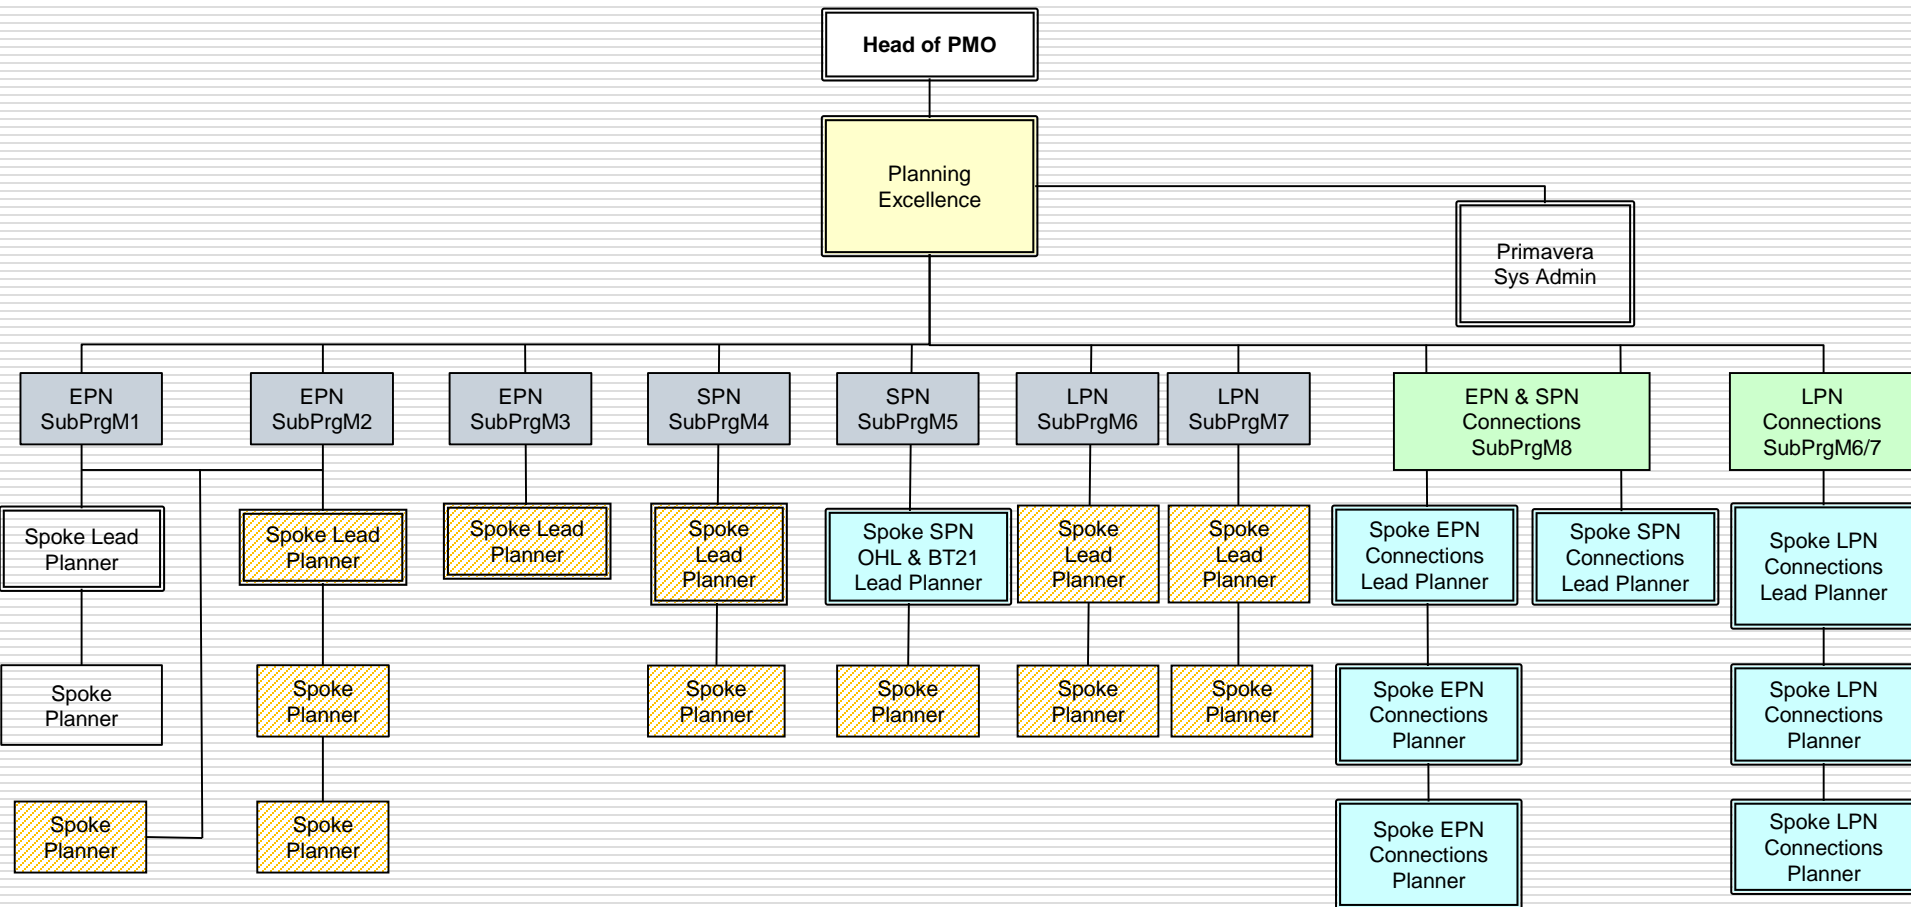 Head of PMO
Planning
Excellence
Primavera
Sys Admin
EPN
SubPrgM1
EPN
SubPrgM2
EPN
SubPrgM3
SPN
SubPrgM4
SPN
SubPrgM5
LPN
SubPrgM6
LPN
SubPrgM7
EPN & SPN
Connections
SubPrgM8
LPN
Connections
SubPrgM6/7
Spoke Lead
Planner
Spoke Lead
Planner
Spoke Lead
Planner
Spoke
Lead
Planner
Spoke SPN
OHL & BT21
Lead Planner
Spoke
Lead
Planner
Spoke
Lead
Planner
Spoke EPN
Connections
Lead Planner
Spoke SPN
Connections
Lead Planner
Spoke LPN
Connections
Lead Planner
Spoke
Planner
Spoke
Planner
Spoke
Planner
Spoke
Planner
Spoke
Planner
Spoke
Planner
Spoke EPN
Connections
Planner
Spoke LPN
Connections
Planner
Spoke
Planner
Spoke
Planner
Spoke EPN
Connections
Planner
Spoke LPN
Connections
Planner